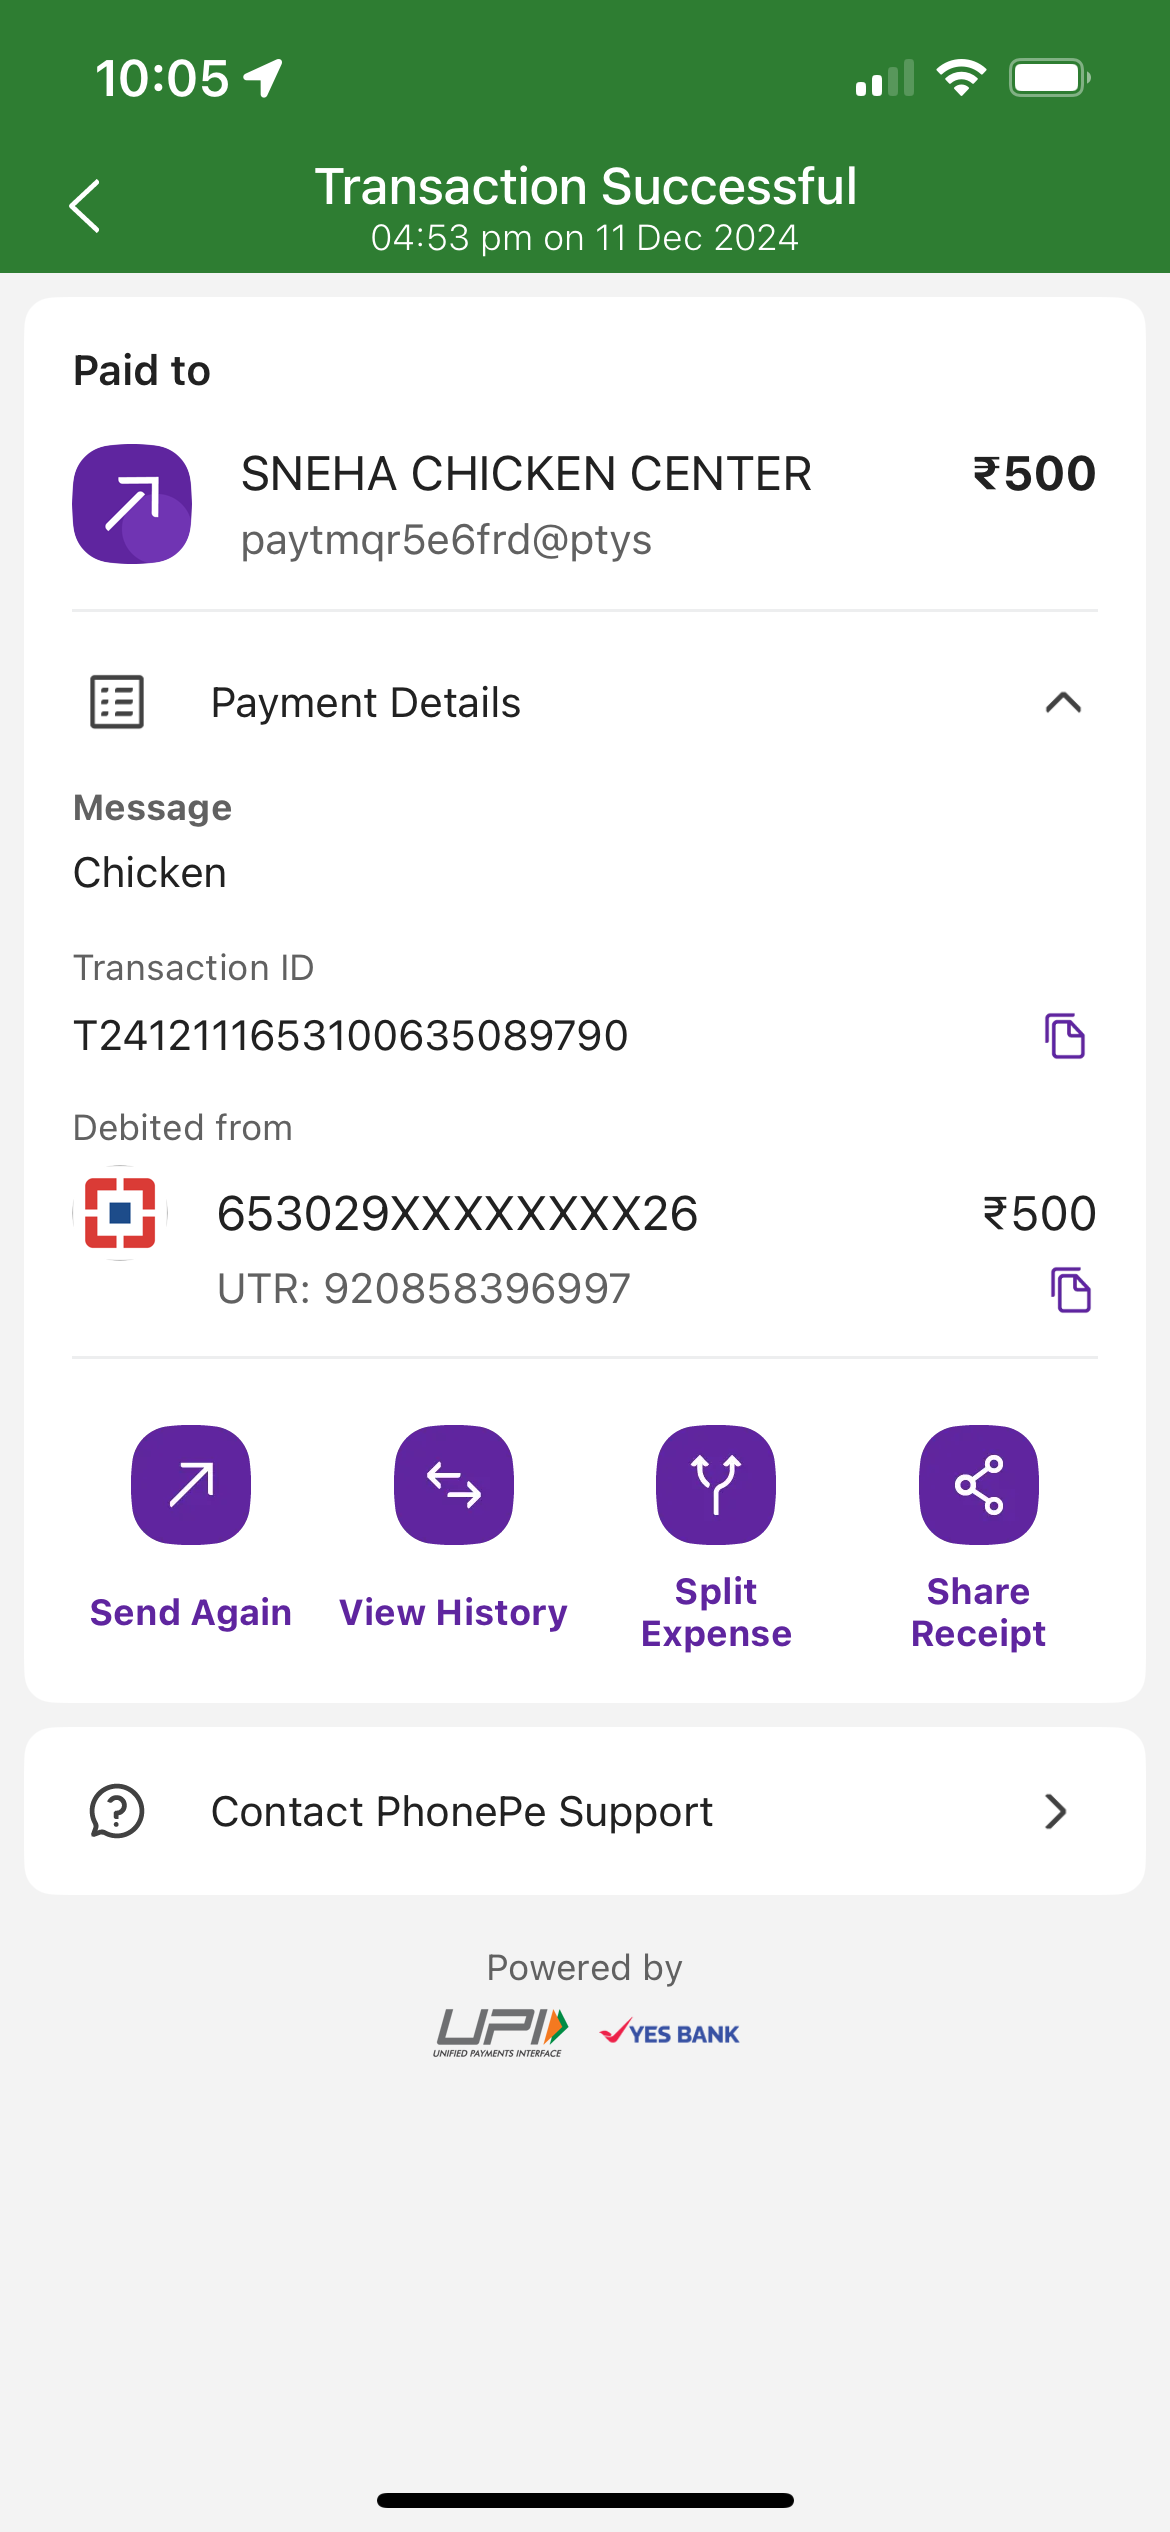 10:05
Transaction Successful
04:53 pm on 11 Dec 2024
Paid to
SNEHA CHICKEN CENTER ₹500
paytmqr5e6frd@ptys
Payment Details
Message
Chicken
Transaction ID
T2412111653100635089790
Debited from
653029XXXXXXXX26 ₹500
UTR: 920858396997
Send Again
View History
Split Expense
Share Receipt
Contact PhonePe Support
Powered by
UPI
UNIFIED PAYMENTS INTERFACE
YES BANK